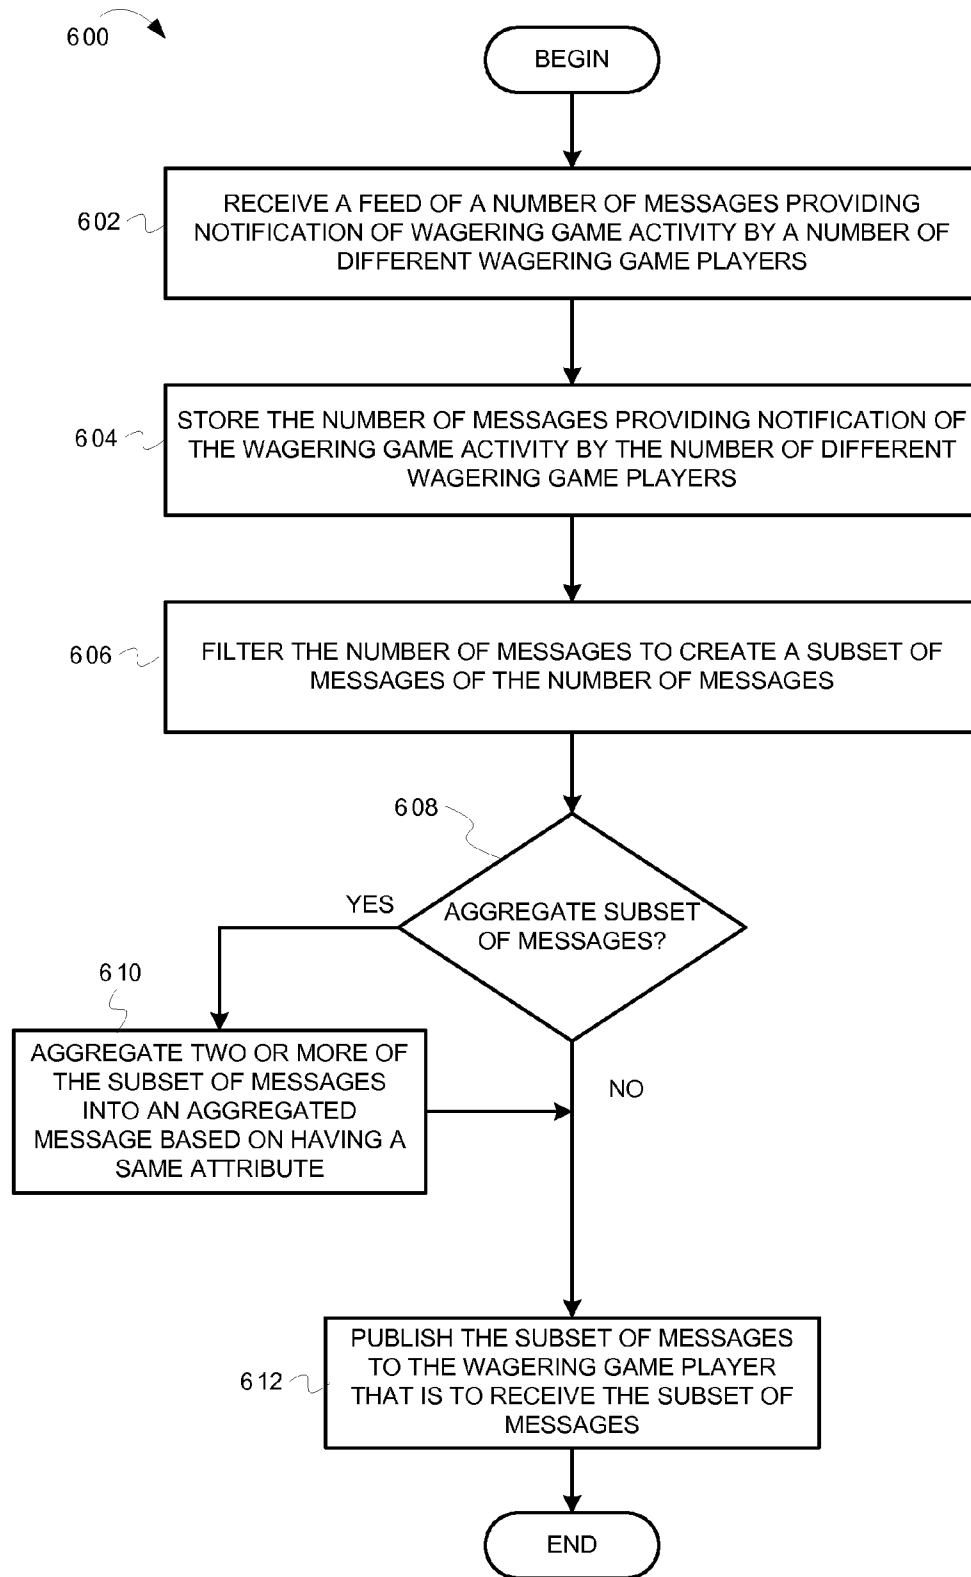 600
BEGIN
602
RECEIVE A FEED OF A NUMBER OF MESSAGES PROVIDING
NOTIFICATION OF WAGERING GAME ACTIVITY BY A NUMBER OF
DIFFERENT WAGERING GAME PLAYERS
604
STORE THE NUMBER OF MESSAGES PROVIDING NOTIFICATION OF
THE WAGERING GAME ACTIVITY BY THE NUMBER OF DIFFERENT
WAGERING GAME PLAYERS
606
FILTER THE NUMBER OF MESSAGES TO CREATE A SUBSET OF
MESSAGES OF THE NUMBER OF MESSAGES
608
AGGREGATE SUBSET
OF MESSAGES?
YES
610
AGGREGATE TWO OR MORE OF
THE SUBSET OF MESSAGES
INTO AN AGGREGATED
MESSAGE BASED ON HAVING A
SAME ATTRIBUTE
NO
612
PUBLISH THE SUBSET OF MESSAGES
TO THE WAGERING GAME PLAYER
THAT IS TO RECEIVE THE SUBSET OF
MESSAGES
END